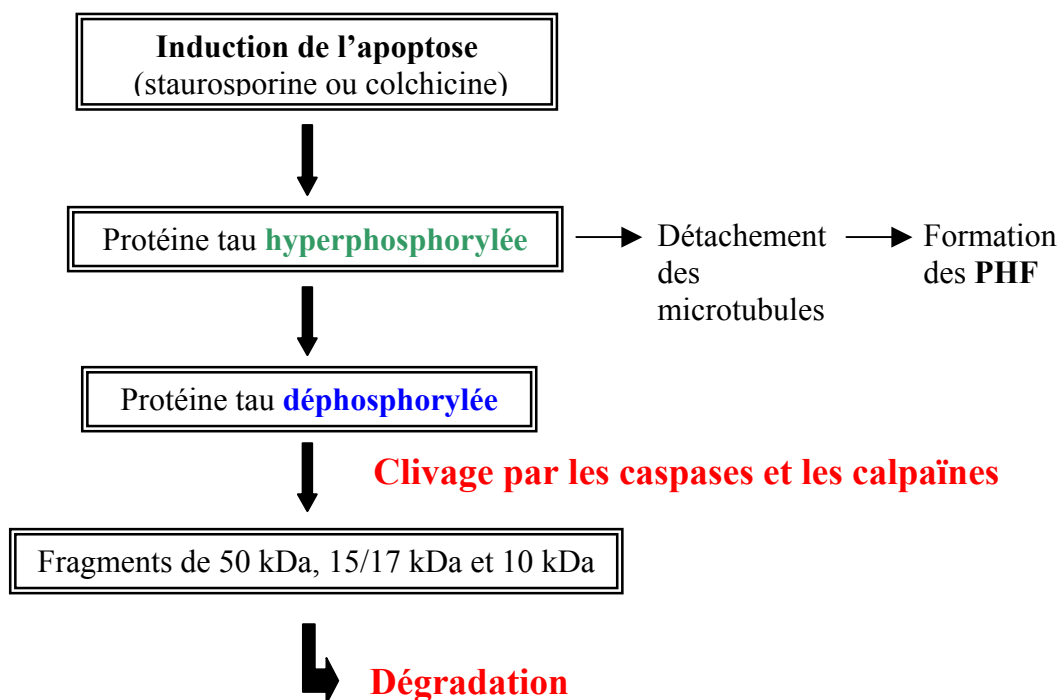 Induction de l’apoptose
(staurosporine ou colchicine)
Protéine tau hyperphosphorylée
Détachement
des
microtubules
Formation
des PHF
Protéine tau déphosphorylée
Clivage par les caspases et les calpaïnes
Fragments de 50 kDa, 15/17 kDa et 10 kDa
Dégradation